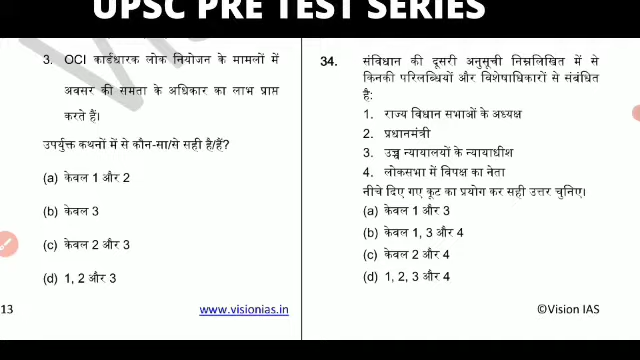 UPSC PRE TEST SERIES
3. OCI कार्डधारक लोक नियोजन के मामलों में
अवसर की समता के अधिकार का लाभ प्राप्त
करते हैं।
उपर्युक्त कथनों में से कौन-सा/से सही है/हैं?
(a) केवल 1 और 2
(b) केवल 3
(c) केवल 2 और 3
(d) 1, 2 और 3
13
www.visionias.in
34. संविधान की दूसरी अनुसूची निम्नलिखित में से
किनकी परिलब्धियों और विशेषाधिकारों से संबंधित
है:
1. राज्य विधान सभाओं के अध्यक्ष
2. प्रधानमंत्री
3. उच्च न्यायालयों के न्यायाधीश
4. लोकसभा में विपक्ष का नेता
नीचे दिए गए कूट का प्रयोग कर सही उत्तर चुनिए।
(a) केवल 1 और 3
(b) केवल 1, 3 और 4
(c) केवल 2 और 4
(d) 1, 2, 3 और 4
©Vision IAS